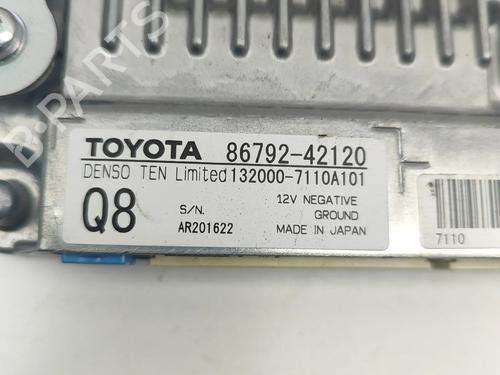 B-PARTS
TOYOTA 86792-42120
DENSO TEN Limited 132000-7110A101
Q8 S/N. 12V NEGATIVE
GROUND
AR201622 MADE IN JAPAN
7110